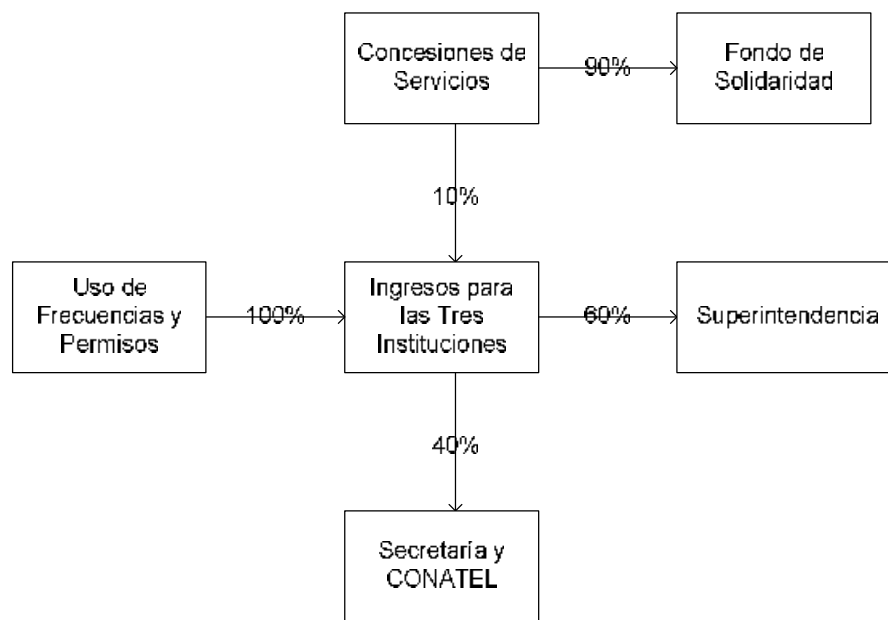 Concesiones de
Servicios
90%
Fondo de
Solidaridad
10%
Uso de
Frecuencias y
Permisos
100%
Ingresos para
las Tres
Instituciones
60%
Superintendencia
40%
Secretaría y
CONATEL